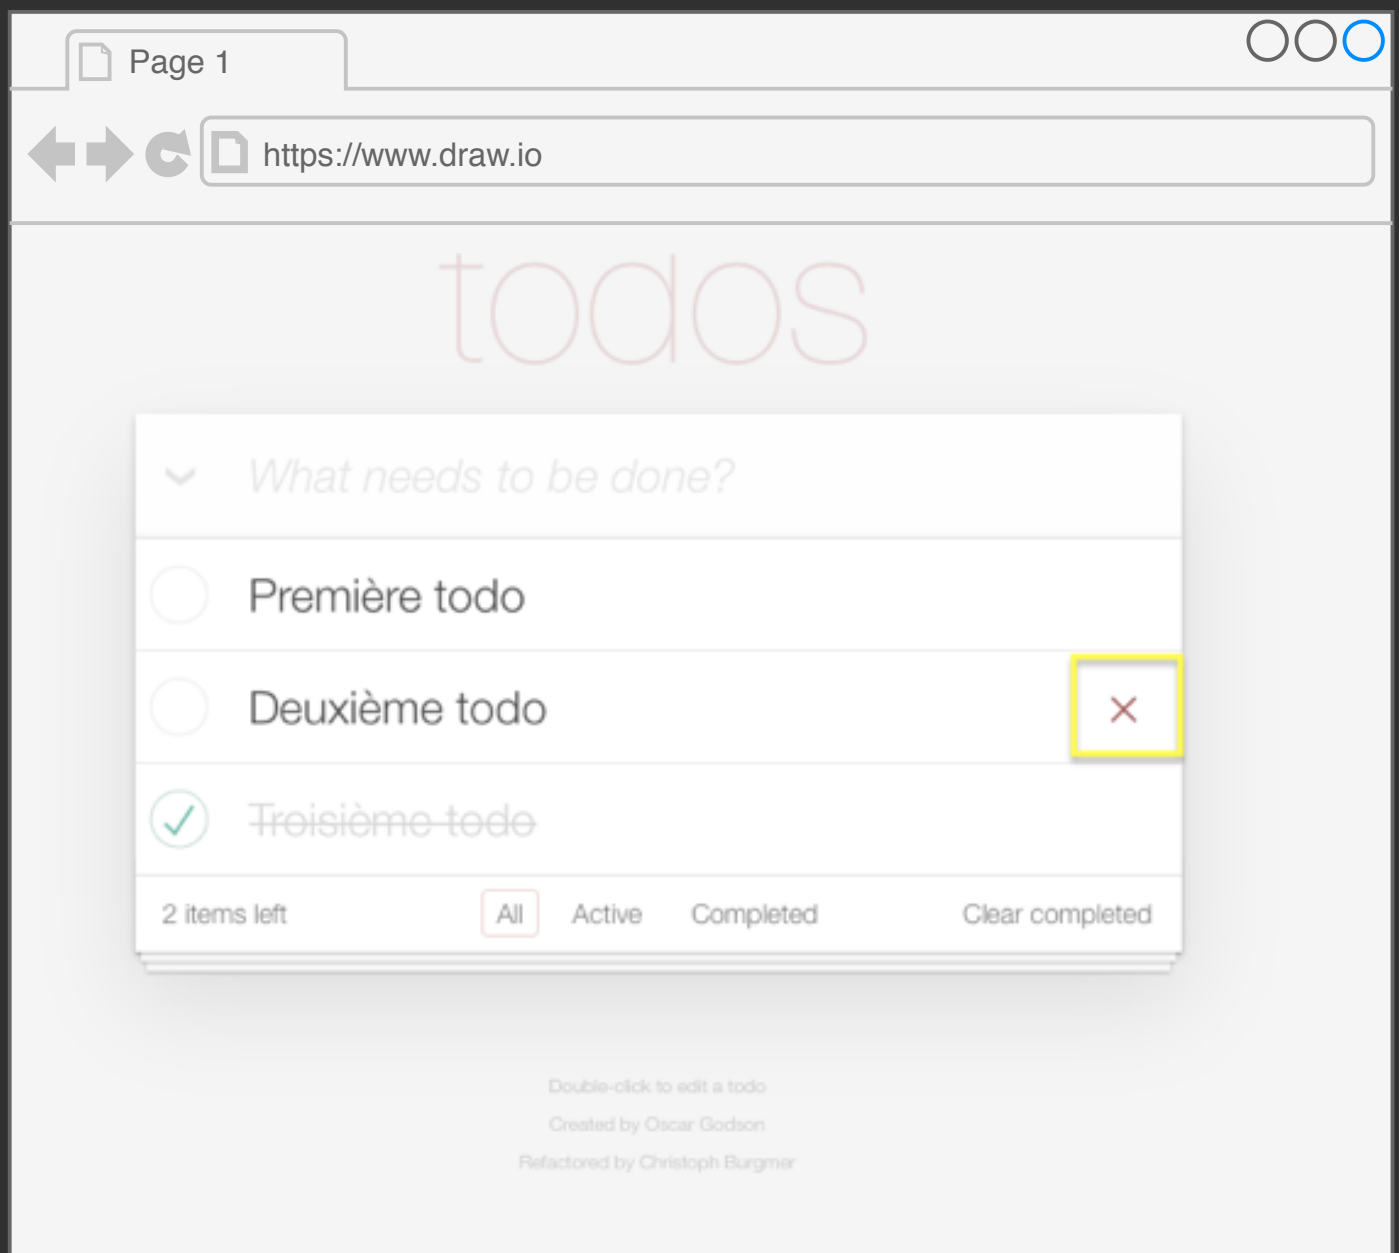 Page 1
https://www.draw.io
todos
What needs to be done?
Première todo
Deuxième todo
Troisième todo
2 items left All Active Completed Clear completed
Double-click to edit a todo
Created by Oscar Godson
Refactored by Christoph Burgmer